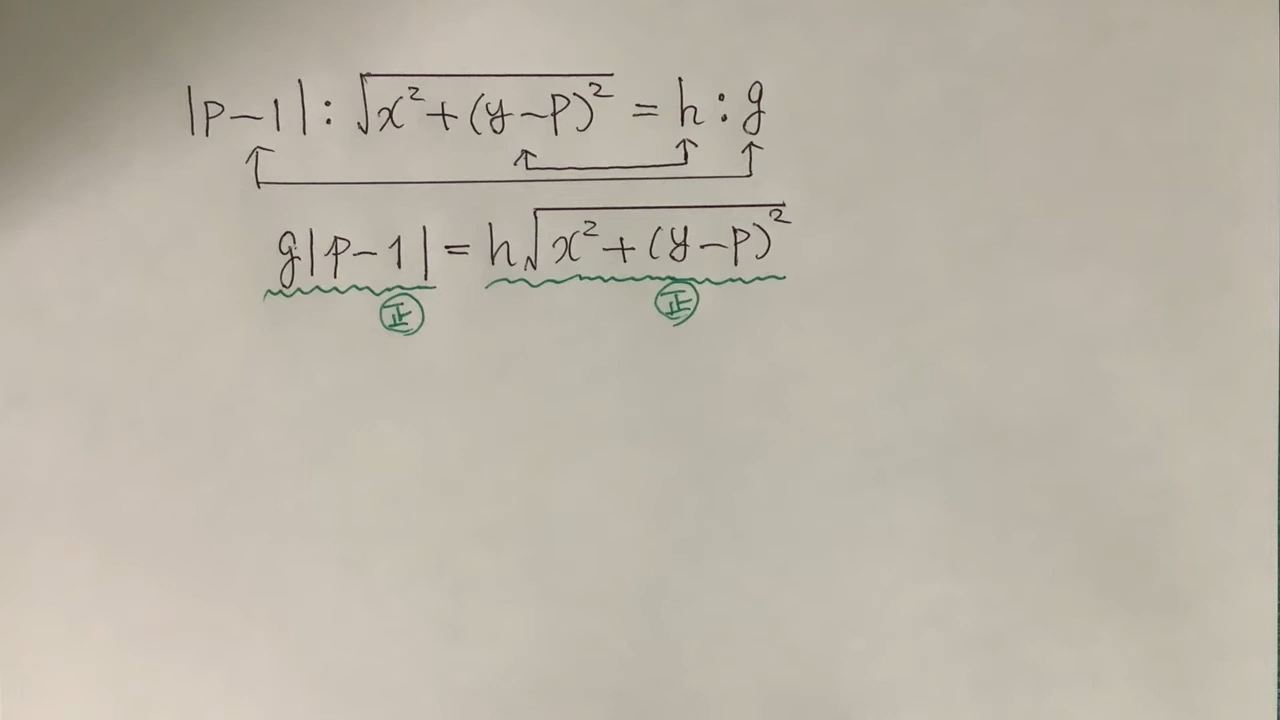 |p-1| : √x²+(y-p)² = h : g
g|p-1| = h√x²+(y-p)²
正 正